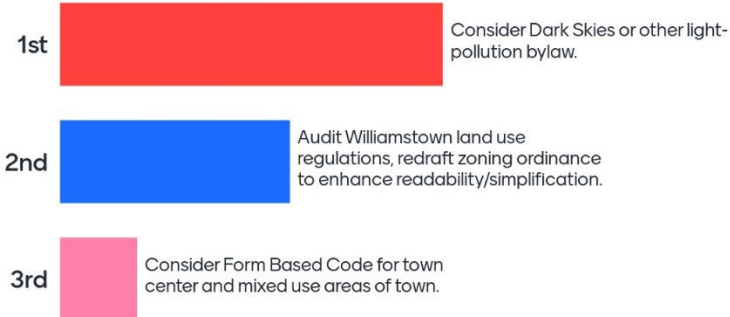 1st
Consider Dark Skies or other light-
pollution bylaw.
2nd
Audit Williamstown land use
regulations, redraft zoning ordinance
to enhance readability/simplification.
3rd
Consider Form Based Code for town
center and mixed use areas of town.